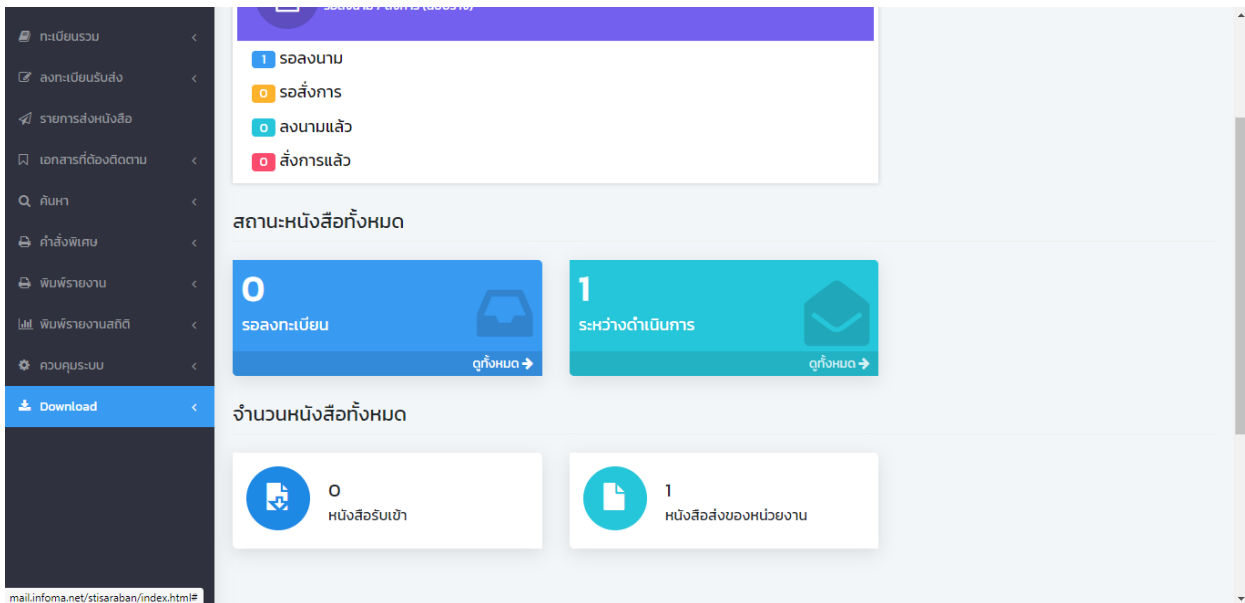 ทะเบียนรวม
ลงทะเบียนรับส่ง
รายการส่งหนังสือ
เอกสารที่ต้องติดตาม
ค้นหา
คำสั่งพิเศษ
พิมพ์รายงาน
พิมพ์รายงานสถิติ
ควบคุมระบบ
Download
mail.infoma.net/stisaraban/index.html#
1 รอลงนาม
0 รอสั่งการ
0 ลงนามแล้ว
0 สั่งการแล้ว
สถานะหนังสือทั้งหมด
0
รอลงทะเบียน
ดูทั้งหมด
1
ระหว่างดำเนินการ
ดูทั้งหมด
จำนวนหนังสือทั้งหมด
0
หนังสือรับเข้า
1
หนังสือส่งของหน่วยงาน